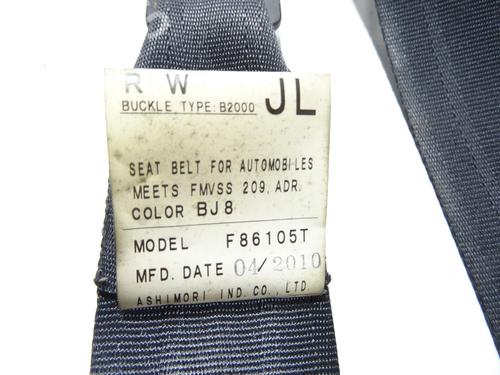 R W JL
BUCKLE TYPE:B2000
SEAT BELT FOR AUTOMOBILES
MEETS FMVSS 209, ADR.
COLOR BJ8
MODEL F86105T
MFD. DATE 04/2010
ASHIMORI IND. CO., LTD.